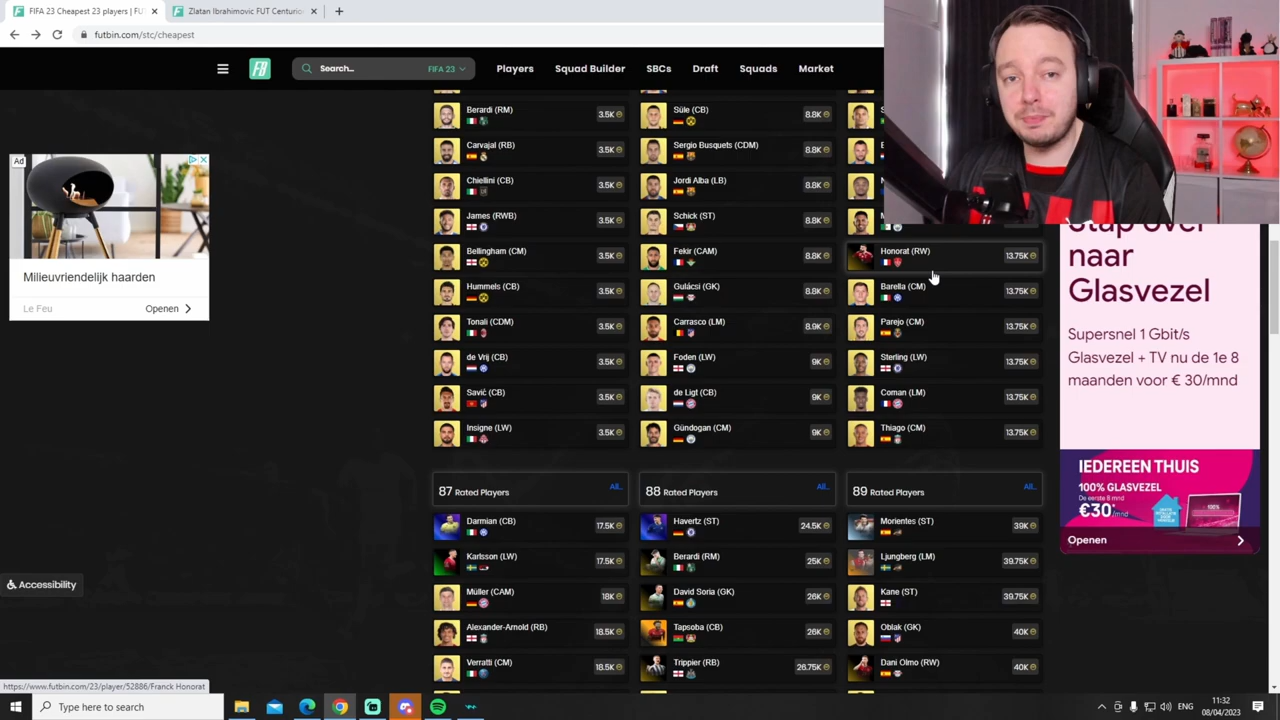 FIFA 23 Cheapest 23 players | FU
Zlatan Ibrahimovic FUT Centurion
futbin.com/stc/cheapest
Search...
FIFA 23
Players
Squad Builder
SBCs
Draft
Squads
Market
Berardi (RM)
3.5K
Carvajal (RB)
3.5K
Chiellini (CB)
3.5K
James (RWB)
3.5K
Bellingham (CM)
3.5K
Hummels (CB)
3.5K
Tonali (CDM)
3.5K
de Vrij (CB)
3.5K
Savić (CB)
3.5K
Insigne (LW)
3.5K
Süle (CB)
8.8K
Sergio Busquets (CDM)
8.8K
Jordi Alba (LB)
8.8K
Schick (ST)
8.8K
Fekir (CAM)
8.8K
Gulácsi (GK)
8.8K
Carrasco (LM)
8.9K
Foden (LW)
9K
de Ligt (CB)
9K
Gündogan (CM)
9K
Honorat (RW)
13.75K
Barella (CM)
13.75K
Parejo (CM)
13.75K
Sterling (LW)
13.75K
Coman (LM)
13.75K
Thiago (CM)
13.75K
87 Rated Players
All..
Darmian (CB)
17.5K
Karlsson (LW)
17.5K
Müller (CAM)
18K
Alexander-Arnold (RB)
18.5K
Verratti (CM)
18.5K
88 Rated Players
All..
Havertz (ST)
24.5K
Berardi (RM)
25K
David Soria (GK)
26K
Tapsoba (CB)
26K
Trippier (RB)
26.75K
89 Rated Players
All..
Morientes (ST)
39K
Ljungberg (LM)
39.75K
Kane (ST)
39.75K
Oblak (GK)
40K
Dani Olmo (RW)
40K
Ad
Milieuvriendelijk haarden
Le Feu
Openen
Stap over
naar
Glasvezel
Supersnel 1 Gbit/s
Glasvezel + TV nu de 1e 8
maanden voor € 30/mnd
IEDEREEN THUIS
100% GLASVEZEL
De eerste 8 mnd
€30
/mnd
100%
GLASVEZEL
Openen
Accessibility
https://www.futbin.com/23/player/52886/Franck Honorat
Type here to search
ENG
11:32
08/04/2023